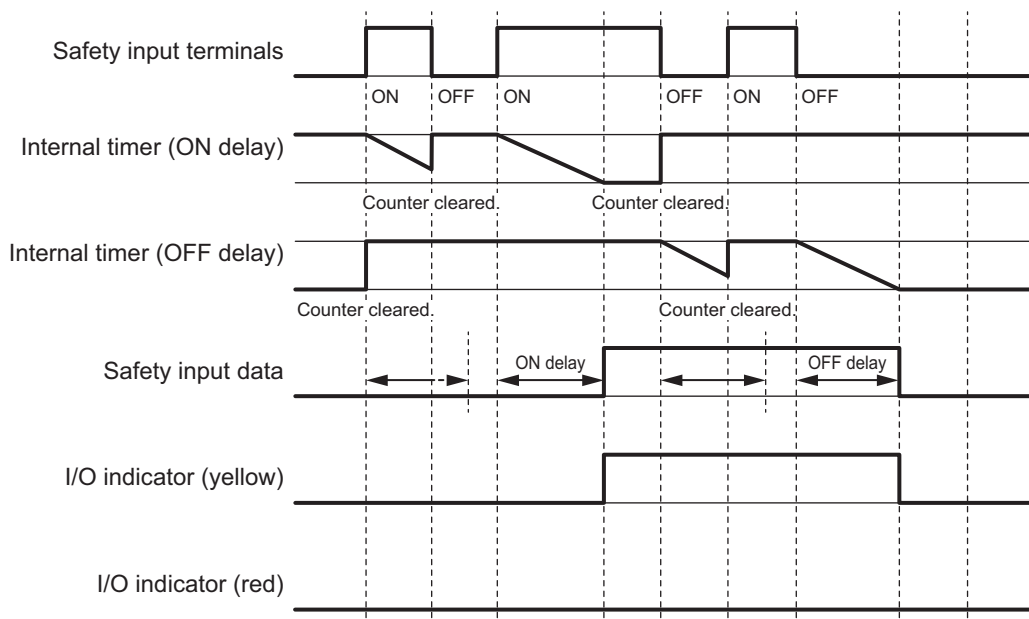 Safety input terminals
ON OFF ON OFF ON OFF
Internal timer (ON delay)
Counter cleared. Counter cleared.
Internal timer (OFF delay)
Counter cleared. Counter cleared.
Safety input data
ON delay OFF delay
I/O indicator (yellow)
I/O indicator (red)